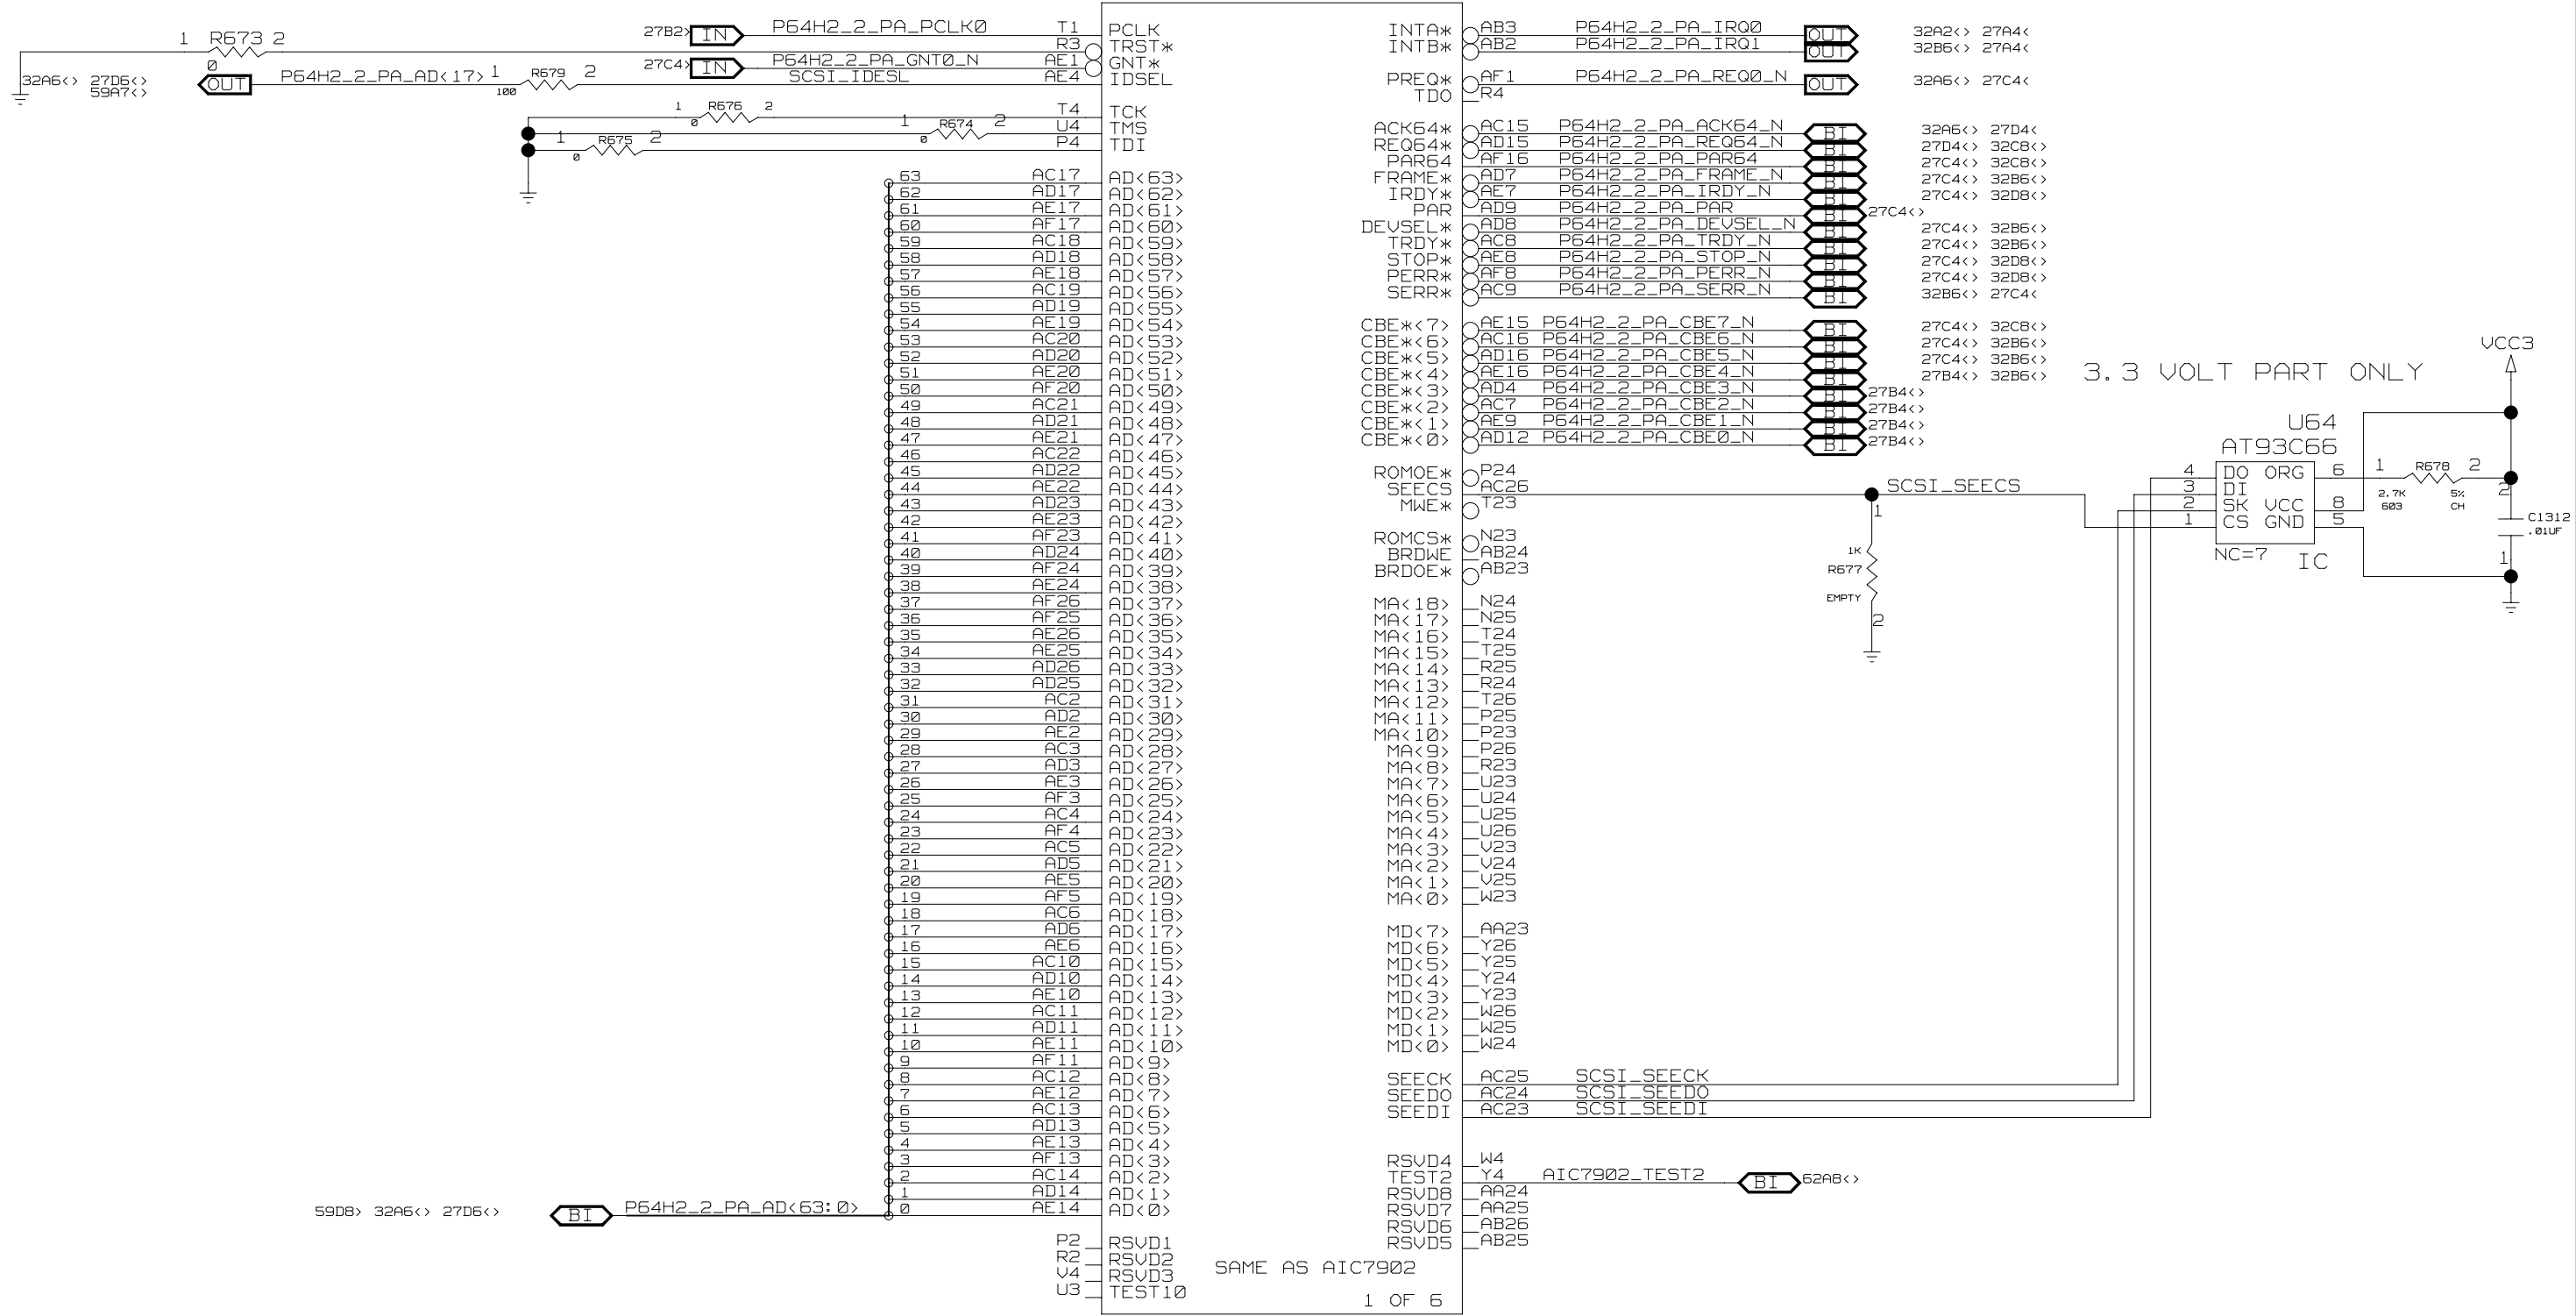 27B2> IN P64H2_2_PA_PCLK0 T1 PCLK
1 R673 2 R3 TRST*
0
27C4> IN P64H2_2_PA_GNT0_N AE1 GNT*
32A6<> 27D6<> OUT P64H2_2_PA_AD<17> 1 R679 2 SCSI_IDESL AE4 IDSEL
59A7<> 100
1 R676 2 T4 TCK
0
1 R674 2 U4 TMS
0
1 R675 2 P4 TDI
0
63 AC17 AD<63>
62 AD17 AD<62>
61 AE17 AD<61>
60 AF17 AD<60>
59 AC18 AD<59>
58 AD18 AD<58>
57 AE18 AD<57>
56 AC19 AD<56>
55 AD19 AD<55>
54 AE19 AD<54>
53 AC20 AD<53>
52 AD20 AD<52>
51 AE20 AD<51>
50 AF20 AD<50>
49 AC21 AD<49>
48 AD21 AD<48>
47 AE21 AD<47>
46 AC22 AD<46>
45 AD22 AD<45>
44 AE22 AD<44>
43 AD23 AD<43>
42 AE23 AD<42>
41 AF23 AD<41>
40 AD24 AD<40>
39 AF24 AD<39>
38 AE24 AD<38>
37 AF26 AD<37>
36 AF25 AD<36>
35 AE26 AD<35>
34 AE25 AD<34>
33 AD26 AD<33>
32 AD25 AD<32>
31 AC2 AD<31>
30 AD2 AD<30>
29 AE2 AD<29>
28 AC3 AD<28>
27 AD3 AD<27>
26 AE3 AD<26>
25 AF3 AD<25>
24 AC4 AD<24>
23 AF4 AD<23>
22 AC5 AD<22>
21 AD5 AD<21>
20 AE5 AD<20>
19 AF5 AD<19>
18 AC6 AD<18>
17 AD6 AD<17>
16 AE6 AD<16>
15 AC10 AD<15>
14 AD10 AD<14>
13 AE10 AD<13>
12 AC11 AD<12>
11 AD11 AD<11>
10 AE11 AD<10>
9 AF11 AD<9>
8 AC12 AD<8>
7 AE12 AD<7>
6 AC13 AD<6>
5 AD13 AD<5>
4 AE13 AD<4>
3 AF13 AD<3>
2 AC14 AD<2>
1 AD14 AD<1>
59D8> 32A6<> 27D6<> BI P64H2_2_PA_AD<63:0> 0 AE14 AD<0>
P2 RSVD1
R2 RSVD2
V4 RSVD3
U3 TEST10
SAME AS AIC7902
1 OF 6
INTA* AB3 P64H2_2_PA_IRQ0 OUT 32A2<> 27A4<
INTB* AB2 P64H2_2_PA_IRQ1 OUT 32B6<> 27A4<
PREQ* AF1 P64H2_2_PA_REQ0_N OUT 32A6<> 27C4<
TDO R4
ACK64* AC15 P64H2_2_PA_ACK64_N BI 32A6<> 27D4<
REQ64* AD15 P64H2_2_PA_REQ64_N BI 27D4<> 32C8<>
PAR64 AF16 P64H2_2_PA_PAR64 BI 27C4<> 32C8<>
FRAME* AD7 P64H2_2_PA_FRAME_N BI 27C4<> 32B6<>
IRDY* AE7 P64H2_2_PA_IRDY_N BI 27C4<> 32D8<>
PAR AD9 P64H2_2_PA_PAR BI 27C4<>
DEVSEL* AD8 P64H2_2_PA_DEVSEL_N BI 27C4<> 32B6<>
TRDY* AC8 P64H2_2_PA_TRDY_N BI 27C4<> 32B6<>
STOP* AE8 P64H2_2_PA_STOP_N BI 27C4<> 32D8<>
PERR* AF8 P64H2_2_PA_PERR_N BI 27C4<> 32D8<>
SERR* AC9 P64H2_2_PA_SERR_N BI 32B6<> 27C4<
CBE*<7> AE15 P64H2_2_PA_CBE7_N BI 27C4<> 32C8<>
CBE*<6> AC16 P64H2_2_PA_CBE6_N BI 27C4<> 32B6<>
CBE*<5> AD16 P64H2_2_PA_CBE5_N BI 27C4<> 32B6<>
CBE*<4> AE16 P64H2_2_PA_CBE4_N BI 27B4<> 32B6<>
CBE*<3> AD4 P64H2_2_PA_CBE3_N BI 27B4<>
CBE*<2> AC7 P64H2_2_PA_CBE2_N BI 27B4<>
CBE*<1> AE9 P64H2_2_PA_CBE1_N BI 27B4<>
CBE*<0> AD12 P64H2_2_PA_CBE0_N BI 27B4<>
ROMOE* P24
SEECS AC26 SCSI_SEECS
MWE* T23
ROMCS* N23
BRDWE AB24
BRDOE* AB23
MA<18> N24
MA<17> N25
MA<16> T24
MA<15> T25
MA<14> R25
MA<13> R24
MA<12> T26
MA<11> P25
MA<10> P23
MA<9> P26
MA<8> R23
MA<7> U23
MA<6> U24
MA<5> U25
MA<4> U26
MA<3> V23
MA<2> V24
MA<1> V25
MA<0> W23
MD<7> AA23
MD<6> Y26
MD<5> Y25
MD<4> Y24
MD<3> Y23
MD<2> W26
MD<1> W25
MD<0> W24
SEECK AC25 SCSI_SEECK
SEEDO AC24 SCSI_SEEDO
SEEDI AC23 SCSI_SEEDI
RSVD4 W4
TEST2 Y4 AIC7902_TEST2 BI 62A8<>
RSVD8 AA24
RSVD7 AA25
RSVD6 AB26
RSVD5 AB25
1
1K
R677
EMPTY
2
VCC3
3.3 VOLT PART ONLY
U64
AT93C66
4 DO ORG 6 1 R678 2
3 DI 2.7K 5% 2
603 CH
2 SK VCC 8
1 CS GND 5
C1312
.01UF
NC=7 IC 1